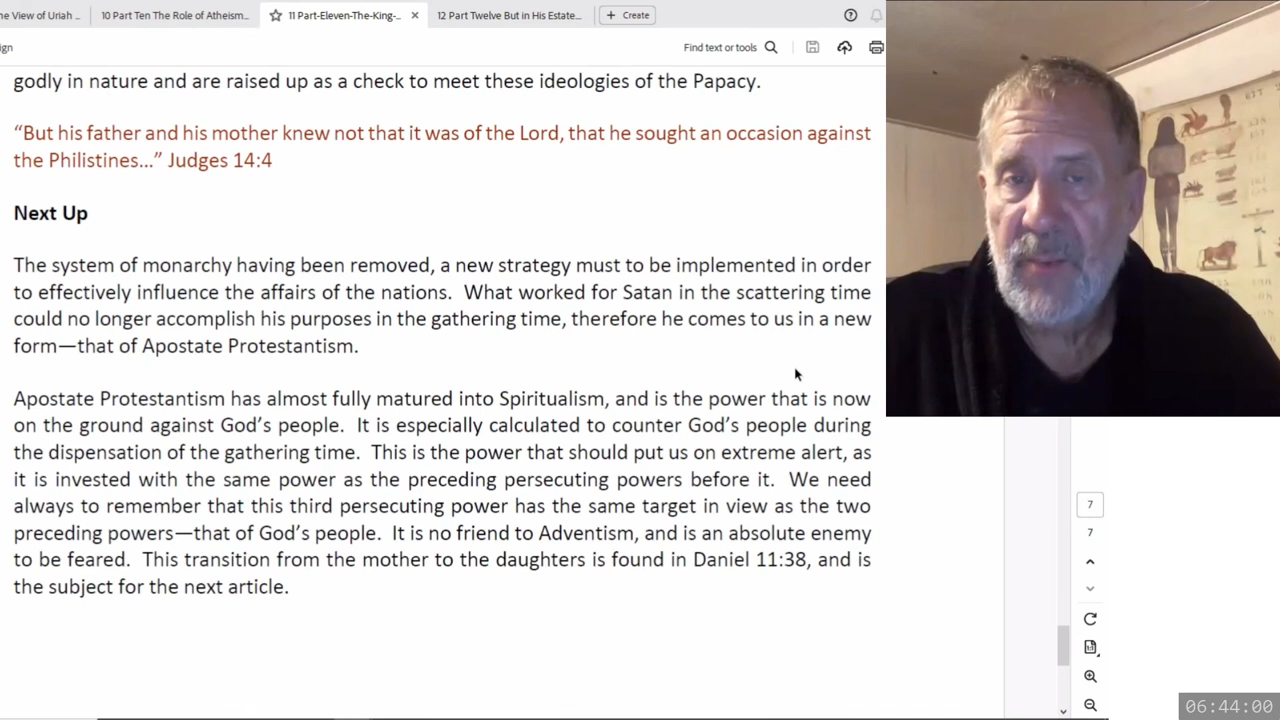 he View of Uriah ...
10 Part Ten The Role of Atheism...
11 Part-Eleven-The-King-...
12 Part Twelve But in His Estate...
+ Create
ign
Find text or tools
godly in nature and are raised up as a check to meet these ideologies of the Papacy.
“But his father and his mother knew not that it was of the Lord, that he sought an occasion against
the Philistines…” Judges 14:4
Next Up
The system of monarchy having been removed, a new strategy must to be implemented in order
to effectively influence the affairs of the nations.  What worked for Satan in the scattering time
could no longer accomplish his purposes in the gathering time, therefore he comes to us in a new
form—that of Apostate Protestantism.
Apostate Protestantism has almost fully matured into Spiritualism, and is the power that is now
on the ground against God’s people.  It is especially calculated to counter God’s people during
the dispensation of the gathering time.  This is the power that should put us on extreme alert, as
it is invested with the same power as the preceding persecuting powers before it.  We need
always to remember that this third persecuting power has the same target in view as the two
preceding powers—that of God’s people.  It is no friend to Adventism, and is an absolute enemy
to be feared.  This transition from the mother to the daughters is found in Daniel 11:38, and is
the subject for the next article.
7
7
06:44:00